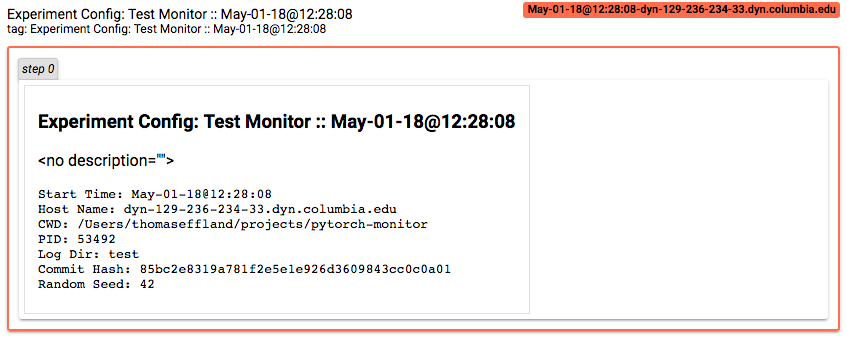 Experiment Config: Test Monitor :: May-01-18@12:28:08
May-01-18@12:28:08-dyn-129-236-234-33.dyn.columbia.edu
tag: Experiment Config: Test Monitor :: May-01-18@12:28:08
step 0
Experiment Config: Test Monitor :: May-01-18@12:28:08
<no description="">
Start Time: May-01-18@12:28:08
Host Name: dyn-129-236-234-33.dyn.columbia.edu
CWD: /Users/thomaseffland/projects/pytorch-monitor
PID: 53492
Log Dir: test
Commit Hash: 85bc2e8319a781f2e5e1e926d3609843cc0c0a01
Random Seed: 42